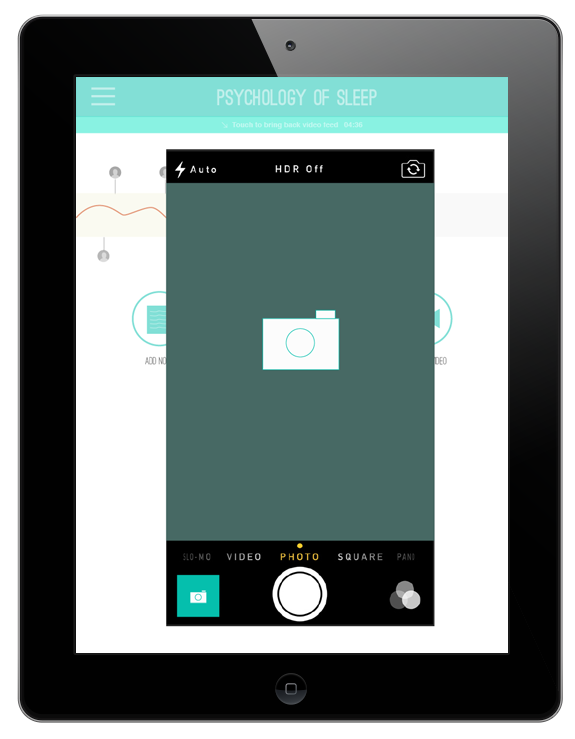 PSYCHOLOGY OF SLEEP
Touch to bring back video feed 04:36
Auto HDR Off
ADD NO
DEO
SLO-MO VIDEO PHOTO SQUARE PANO